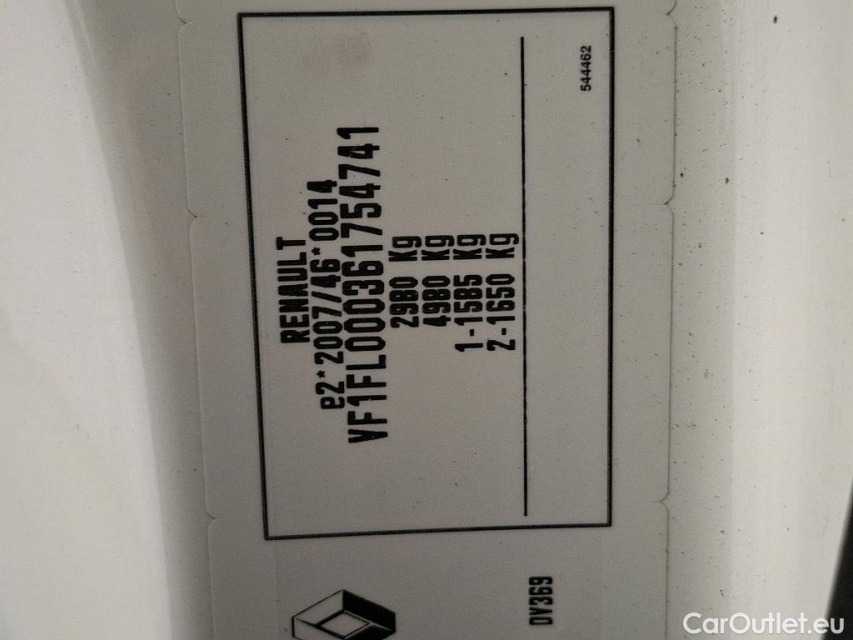 RENAULT
e2*2007/46*0014
VF1FL000361754741
2980 Kg
4980 Kg
1-1585 Kg
2-1650 Kg
544462
DV369
CarOutlet.eu